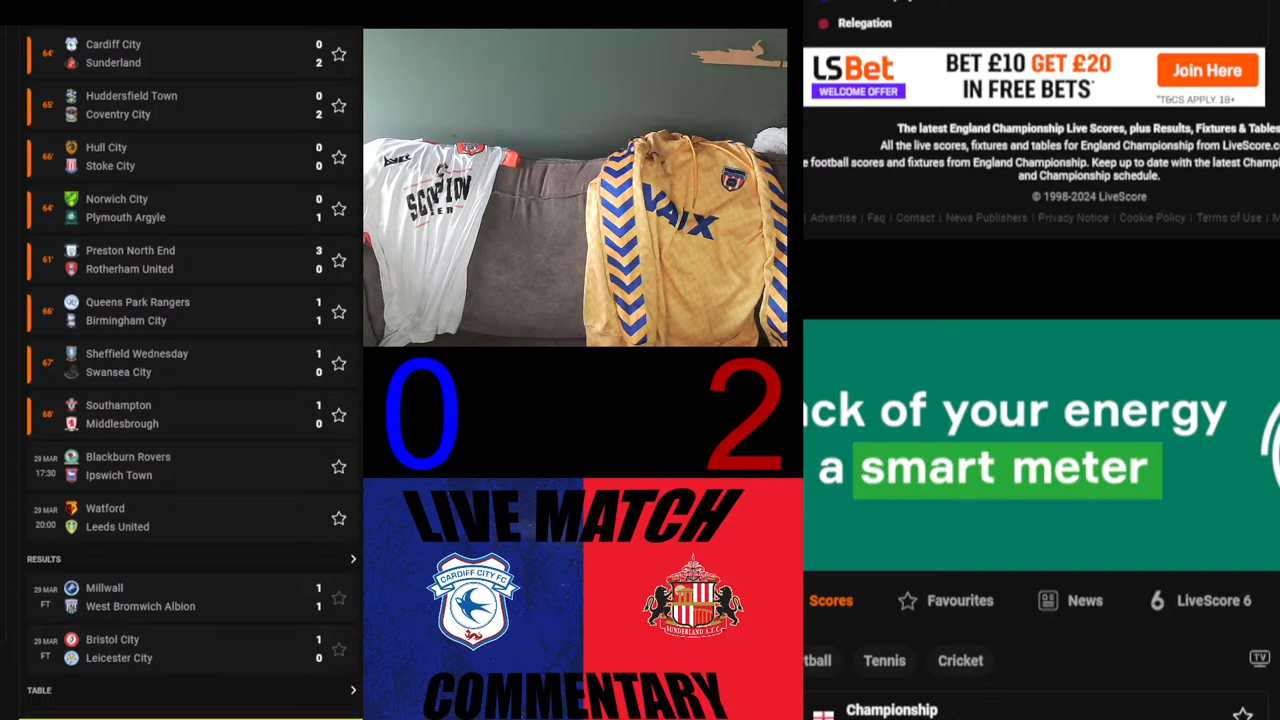 64'
Cardiff City 0
Sunderland 2
65'
Huddersfield Town 0
Coventry City 2
66'
Hull City 0
Stoke City 0
64'
Norwich City 0
Plymouth Argyle 1
61'
Preston North End 3
Rotherham United 0
66'
Queens Park Rangers 1
Birmingham City 1
67'
Sheffield Wednesday 1
Swansea City 0
68'
Southampton 1
Middlesbrough 0
29 MAR
17:30
Blackburn Rovers
Ipswich Town
29 MAR
20:00
Watford
Leeds United
RESULTS
29 MAR
FT
Millwall 1
West Bromwich Albion 1
29 MAR
FT
Bristol City 1
Leicester City 0
TABLE
SCORPION
VAIX
0 2
LIVE MATCH
CARDIFF CITY FC
SUNDERLAND A.F.C
COMMENTARY
Relegation
LSBet
WELCOME OFFER
BET £10 GET £20
IN FREE BETS*
Join Here
*T&CS APPLY. 18+
The latest England Championship Live Scores, plus Results, Fixtures & Tables
All the live scores, fixtures and tables for England Championship from LiveScore.c
e football scores and fixtures from England Championship. Keep up to date with the latest Champ
and Championship schedule.
© 1998-2024 LiveScore
Advertise Faq Contact News Publishers Privacy Notice Cookie Policy Terms of Use M
ack of your energy
a smart meter
Scores Favourites News 6 LiveScore 6
tball Tennis Cricket TV
Championship